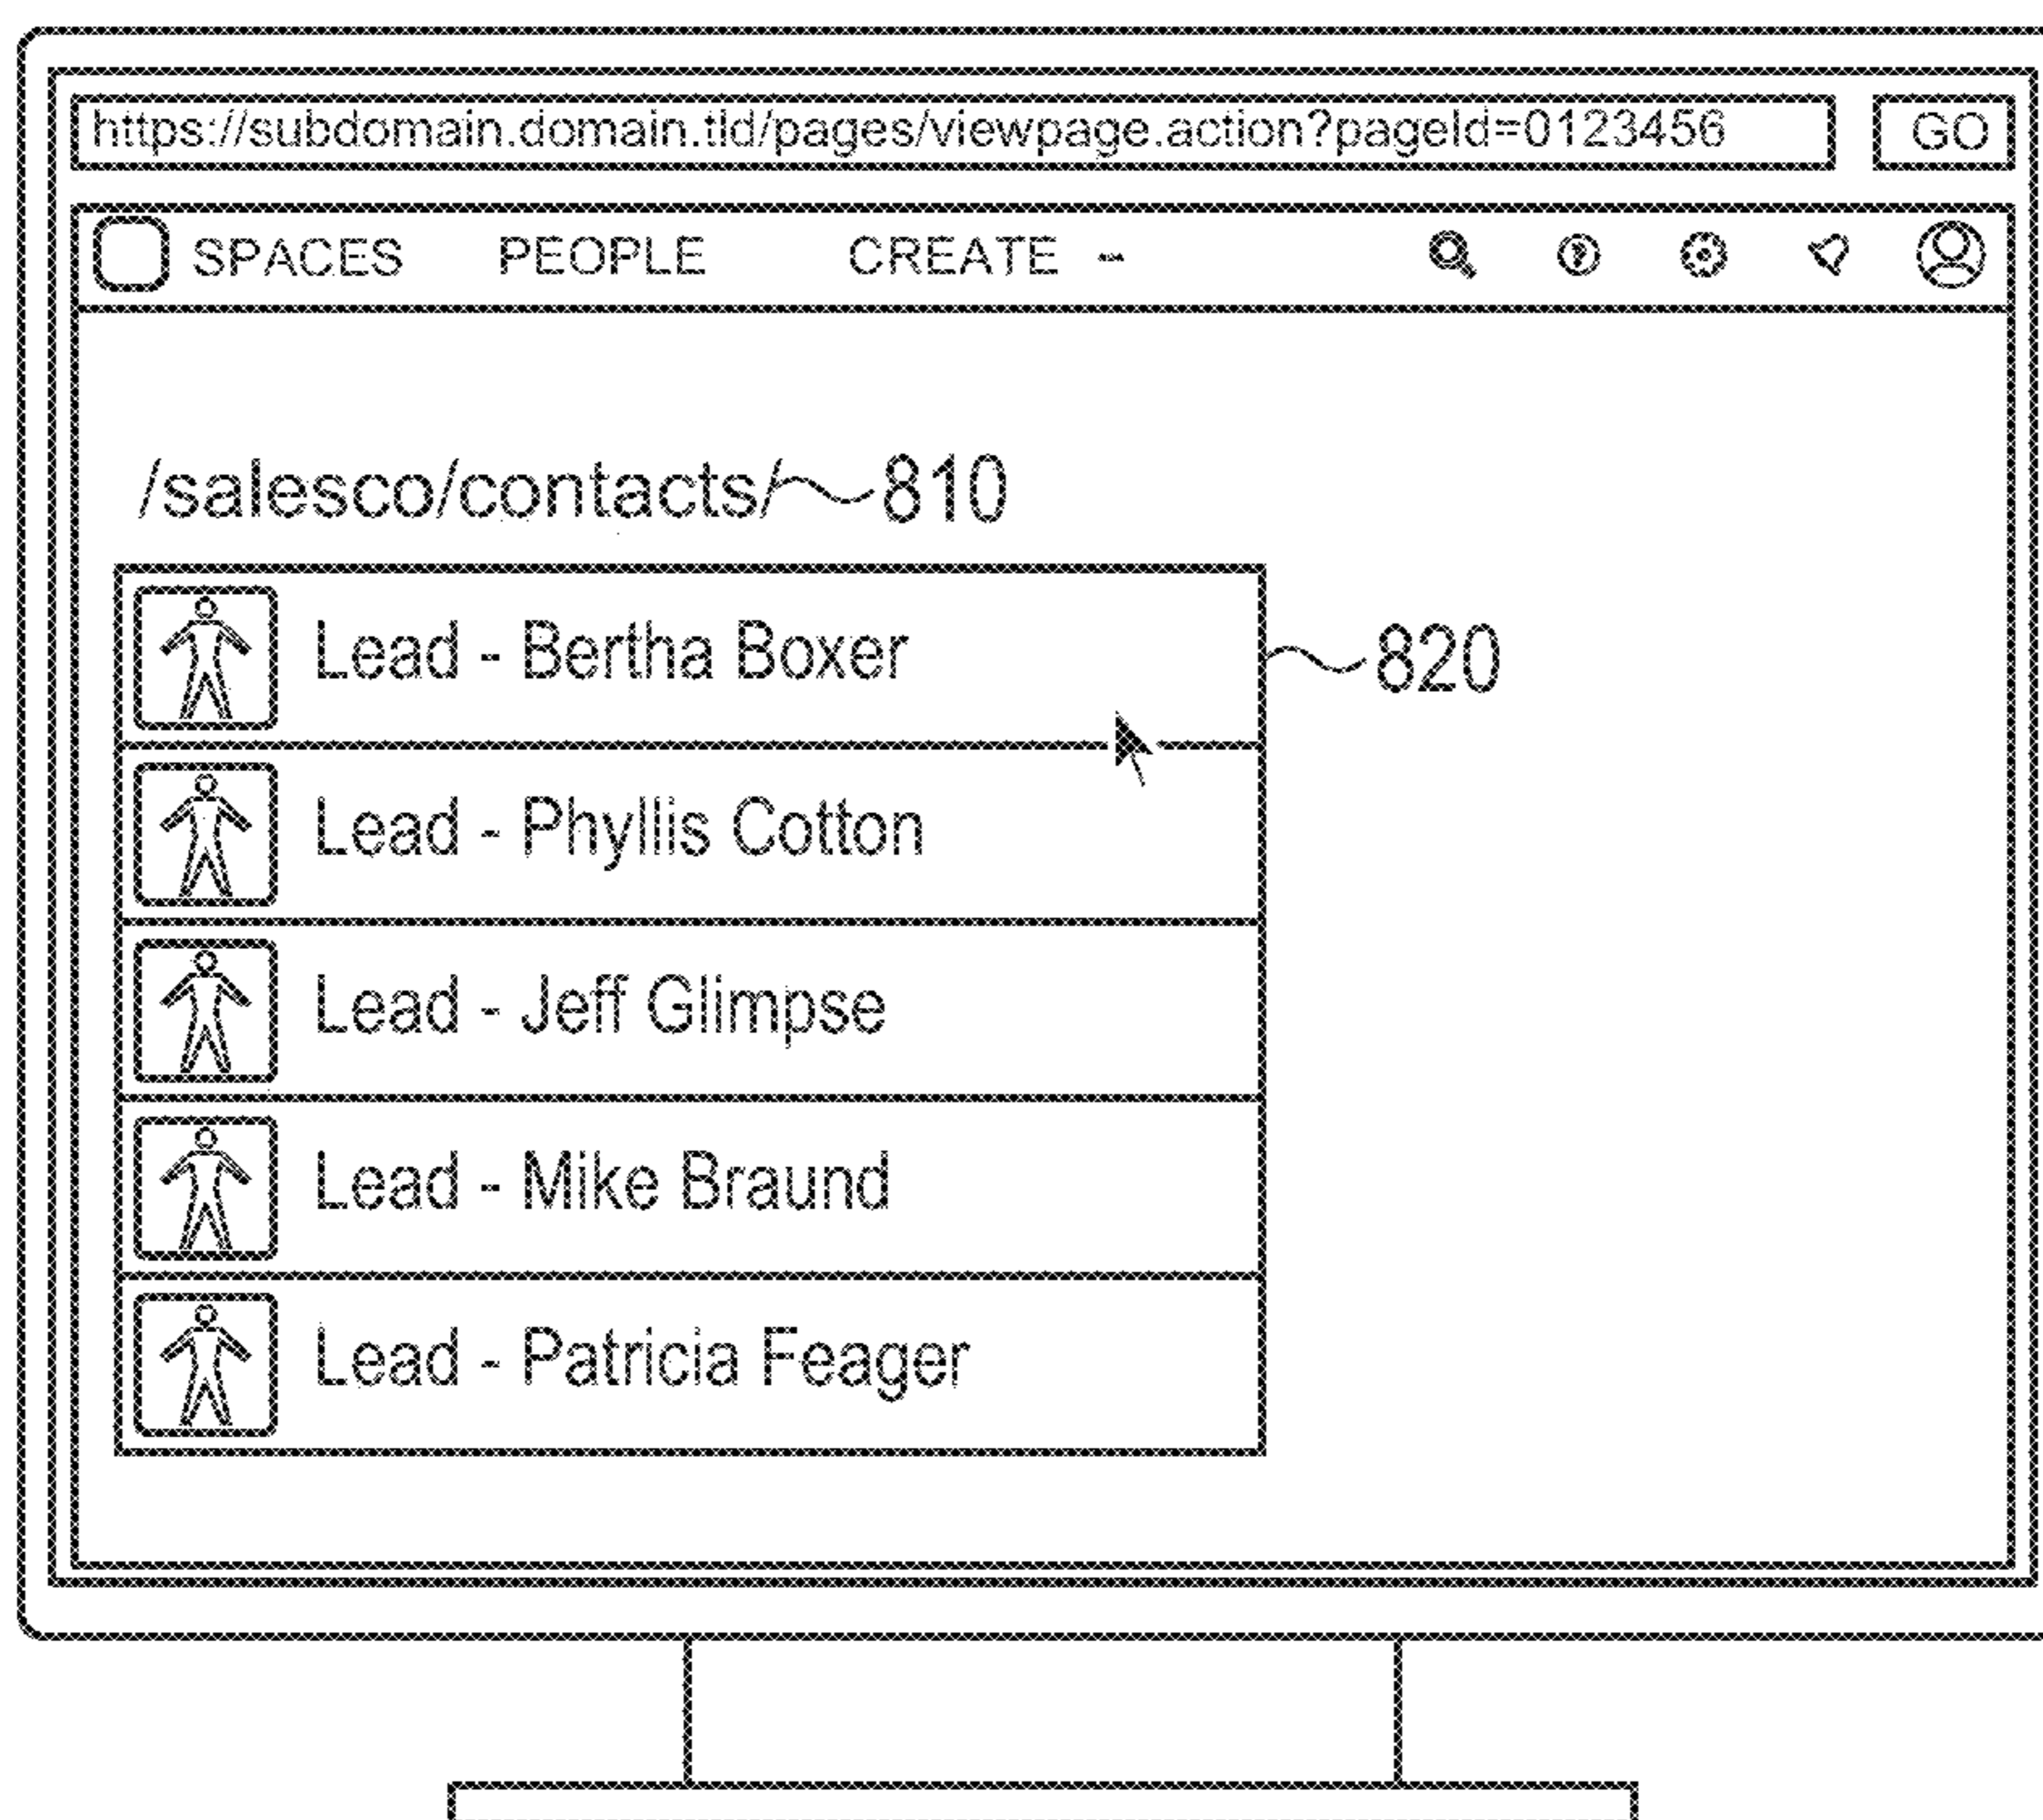 https://subdomain.domain.tld/pages/viewpage.action?pageId=0123456 GO
SPACES PEOPLE CREATE ...
/salesco/contacts/ 810
Lead - Bertha Boxer 820
Lead - Phyllis Cotton
Lead - Jeff Glimpse
Lead - Mike Braund
Lead - Patricia Feager